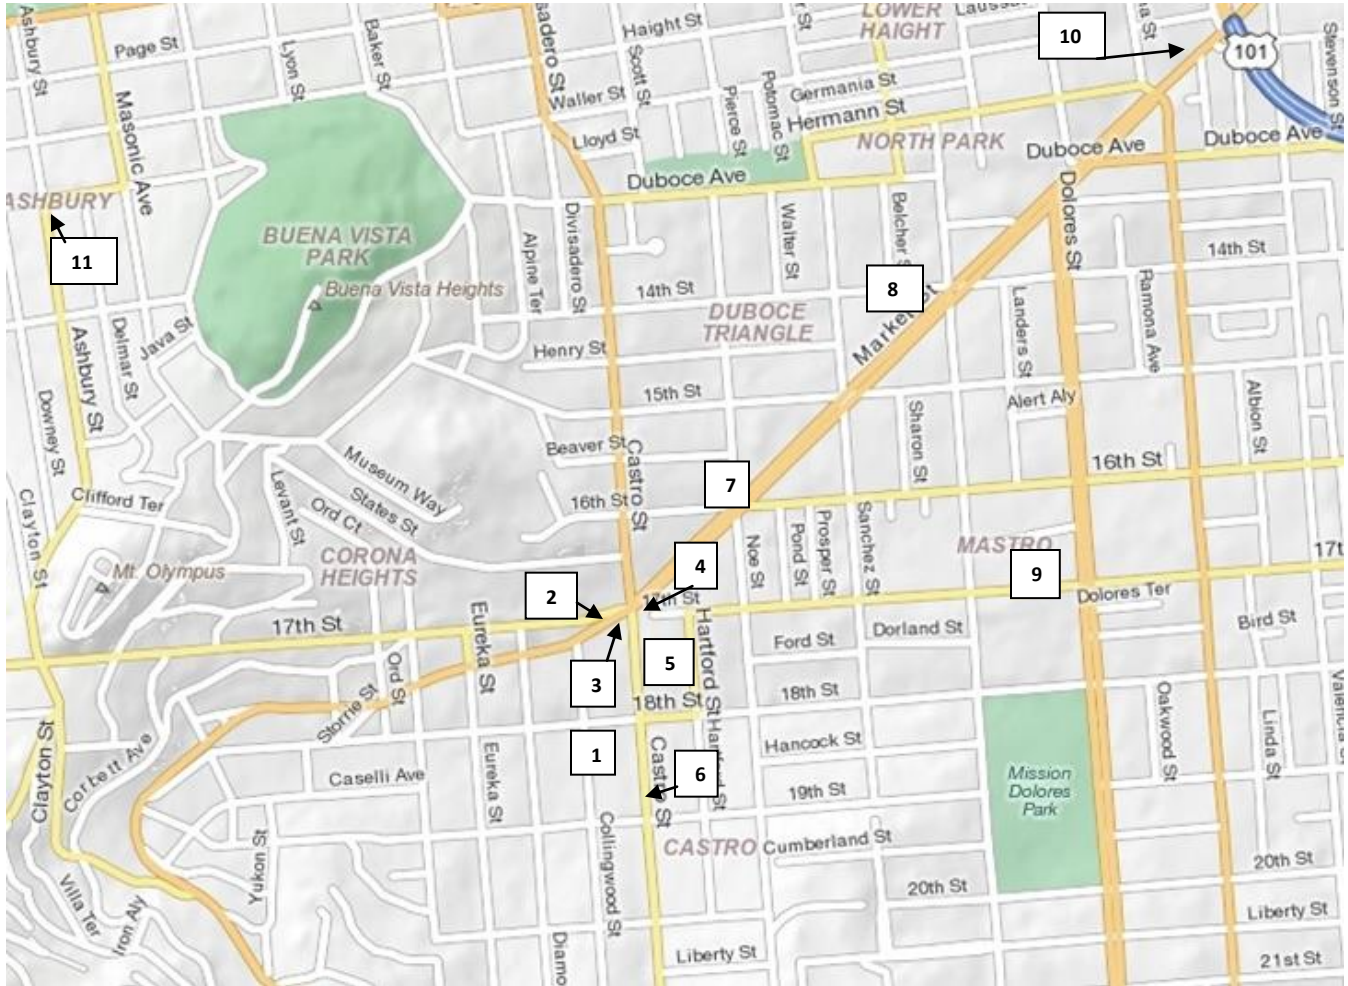 Ashbury St
Page St
Masonic Ave
Lyon St
Baker St
Haight St
Scott St
Waller St
Lloyd St
Pierce St
Potomac St
LOWER
HAIGHT
Germania St
Hermann St
NORTH PARK
10
101
Stevenson St
Duboce Ave
Duboce Ave
Duboce Ave
ASHBURY
11
BUENA VISTA
PARK
Buena Vista Heights
Alpine Ter
Divisadero St
Walter St
Belcher S
Dolores St
14th St
14th St
8
Market St
DUBOCE
TRIANGLE
Landers St
Ramona Ave
Java St
Delmar St
Ashbury St
Henry St
15th St
Alert Aly
Sharon St
Albion St
Downey St
Beaver St
Castro St
Museum Way
States St
Ord Ct
Levant St
Clifford Ter
Clayton St
16th St
7
16th St
Noe St
Pond St
Prosper St
Sanchez St
MASTRO
9
17t
CORONA
HEIGHTS
Mt. Olympus
2
4
17th St
17th St
Dolores Ter
Bird St
Eureka St
3
5
Hartford St
Ford St
Dorland St
Ord St
Storrie St
18th St
18th St
Oakwood St
Linda St
Valencia S
Clayton St
Corbett Ave
Caselli Ave
Eureka St
1
6
Castro St
Hartford St
Hancock St
19th St
Mission
Dolores
Park
CASTRO
Cumberland St
Collingwood St
Yukon St
Villa Ter
Iron Aly
20th St
20th St
Diamo
Liberty St
Liberty St
21st St